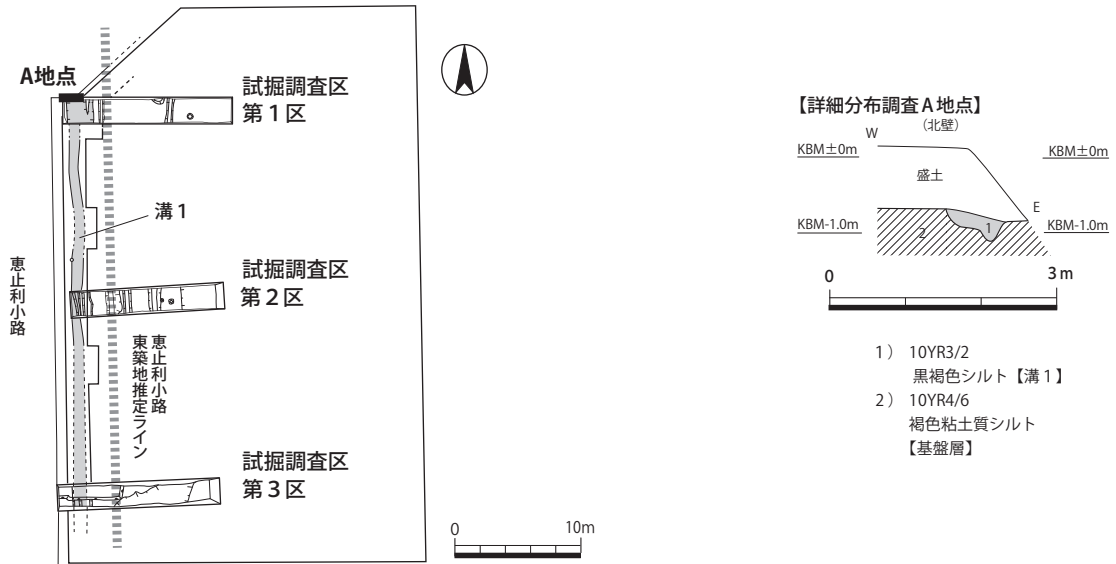 A地点
試掘調査区
第1区
溝1
試掘調査区
第2区
恵止利小路
恵止利小路
東築地推定ライン
試掘調査区
第3区
0 10m
【詳細分布調査A地点】
(北壁)
W
KBM±0m
KBM±0m
盛土
E
KBM-1.0m
2
1
KBM-1.0m
0 3m
1) 10YR3/2
黒褐色シルト【溝1】
2) 10YR4/6
褐色粘土質シルト
【基盤層】